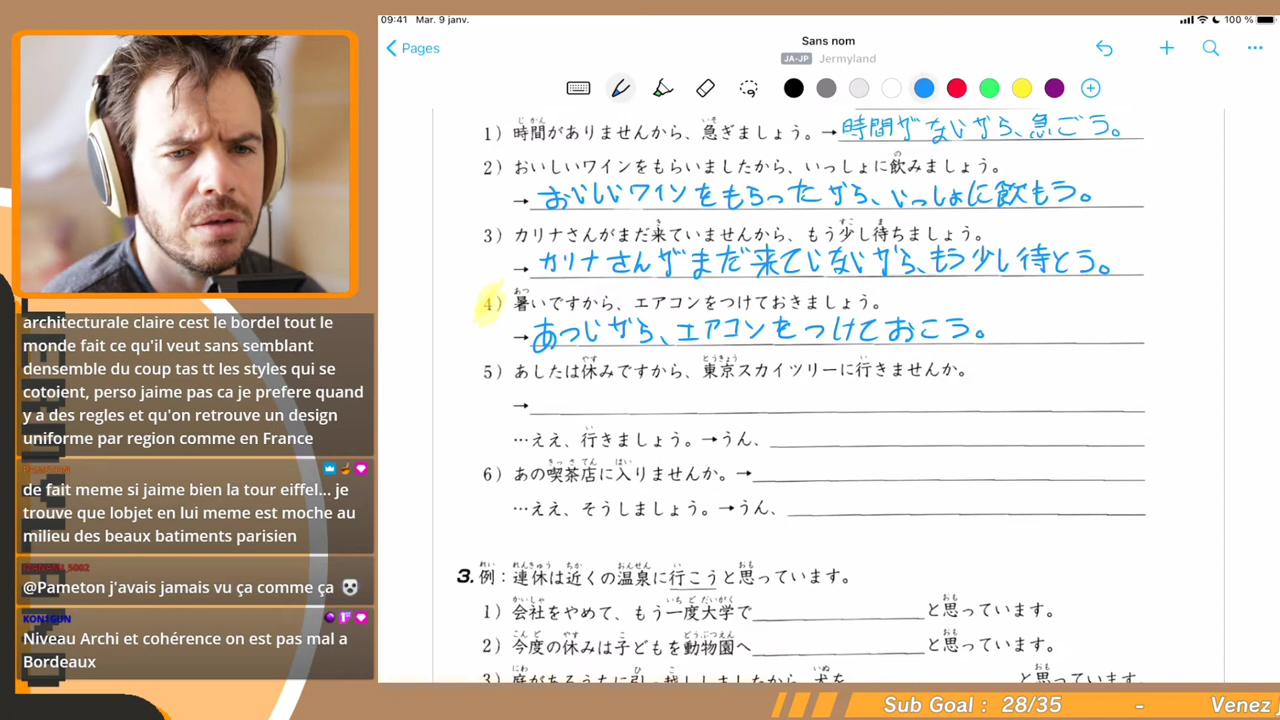 09:41 Mar. 9 janv.
100 %
Pages
Sans nom
JA-JP Jermyland
1) 時間がありませんから、急ぎましょう。→時間がないから、急ごう。
2) おいしいワインをもらいましたから、いっしょに飲みましょう。
→おいしいワインをもらったから、いっしょに飲もう。
3) カリナさんがまだ来ていませんから、もう少し待ちましょう。
→カリナさんがまだ来ていないから、もう少し待とう。
4) 暑いですから、エアコンをつけておきましょう。
→あついから、エアコンをつけておこう。
5) あしたは休みですから、東京スカイツリーに行きませんか。
→
…ええ、行きましょう。→うん、
6) あの喫茶店に入りませんか。→
…ええ、そうしましょう。→うん、
3. 例：連休は近くの温泉に行こうと思っています。
1) 会社をやめて、もう一度大学で と思っています。
2) 今度の休みは子どもを動物園へ と思っています。
architecturale claire cest le bordel tout le
monde fait ce qu'il veut sans semblant
densemble du coup tas tt les styles qui se
cotoient, perso jaime pas ca je prefere quand
y a des regles et qu'on retrouve un design
uniforme par region comme en France
de fait meme si jaime bien la tour eiffel... je
trouve que lobjet en lui meme est moche au
milieu des beaux batiments parisien
@Pameton j'avais jamais vu ça comme ça
KON1GUN
Niveau Archi et cohérence on est pas mal a
Bordeaux
Sub Goal : 28/35 - Venez